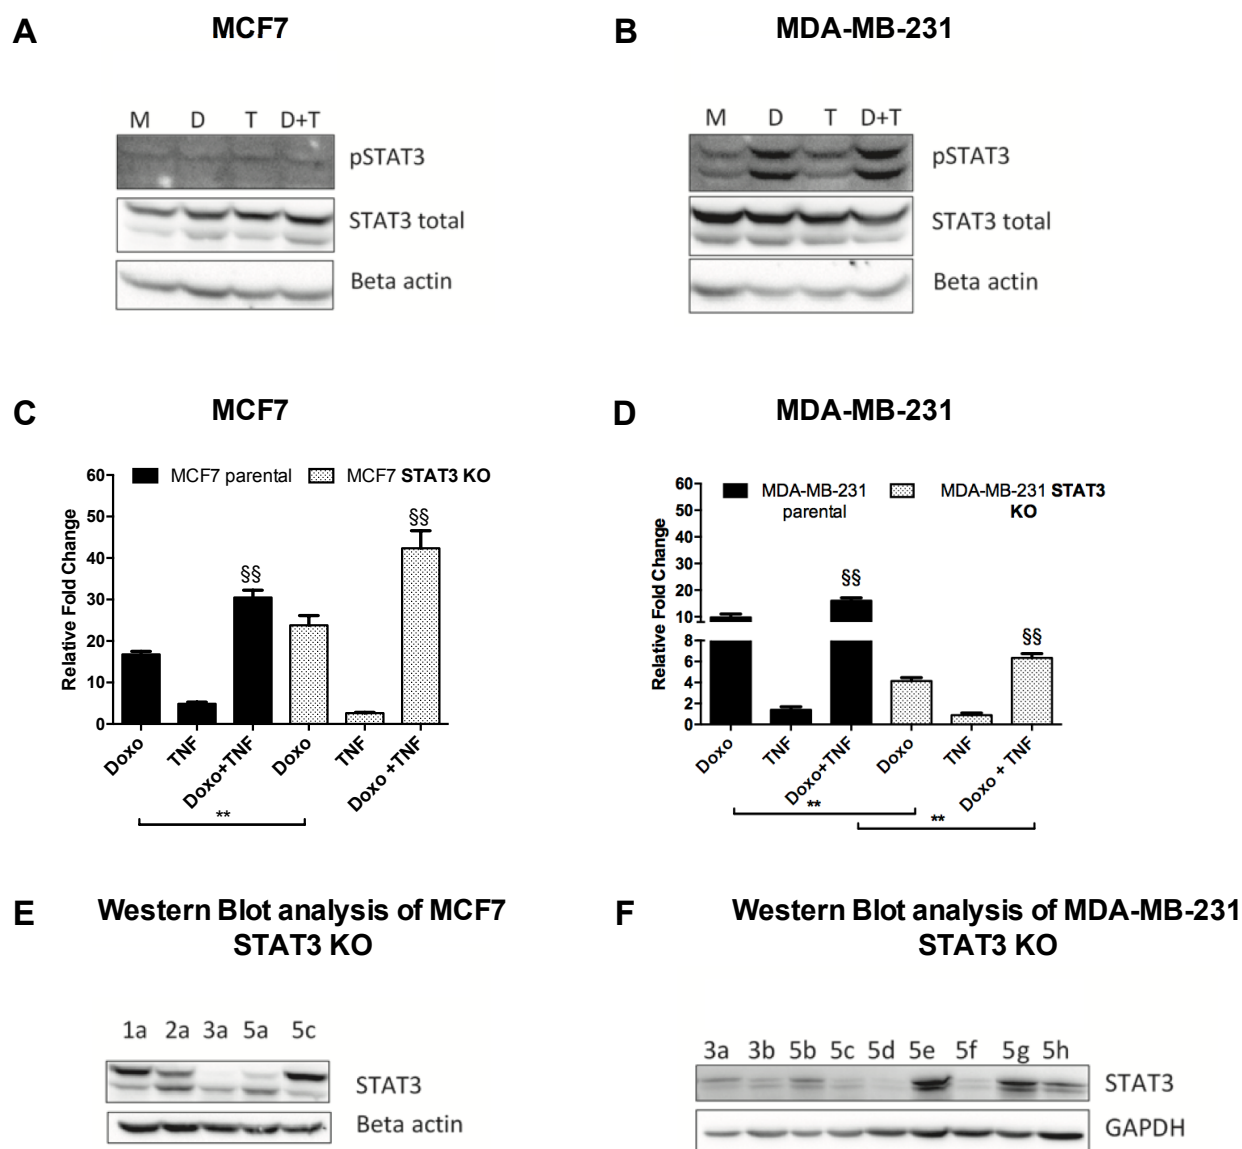 A MCF7
M D T D+T
pSTAT3
STAT3 total
Beta actin
B MDA-MB-231
M D T D+T
pSTAT3
STAT3 total
Beta actin
C MCF7
MCF7 parental MCF7 STAT3 KO
Relative Fold Change
60
50
40
30
20
10
0
§§
§§
Doxo TNF Doxo+TNF Doxo TNF Doxo +TNF
**
D MDA-MB-231
MDA-MB-231 MDA-MB-231 STAT3
parental KO
Relative Fold Change
60
50
40
30
20
10
8
6
4
2
0
§§
§§
Doxo TNF Doxo+TNF Doxo TNF Doxo + TNF
**
**
E Western Blot analysis of MCF7
STAT3 KO
1a 2a 3a 5a 5c
STAT3
Beta actin
F Western Blot analysis of MDA-MB-231
STAT3 KO
3a 3b 5b 5c 5d 5e 5f 5g 5h
STAT3
GAPDH